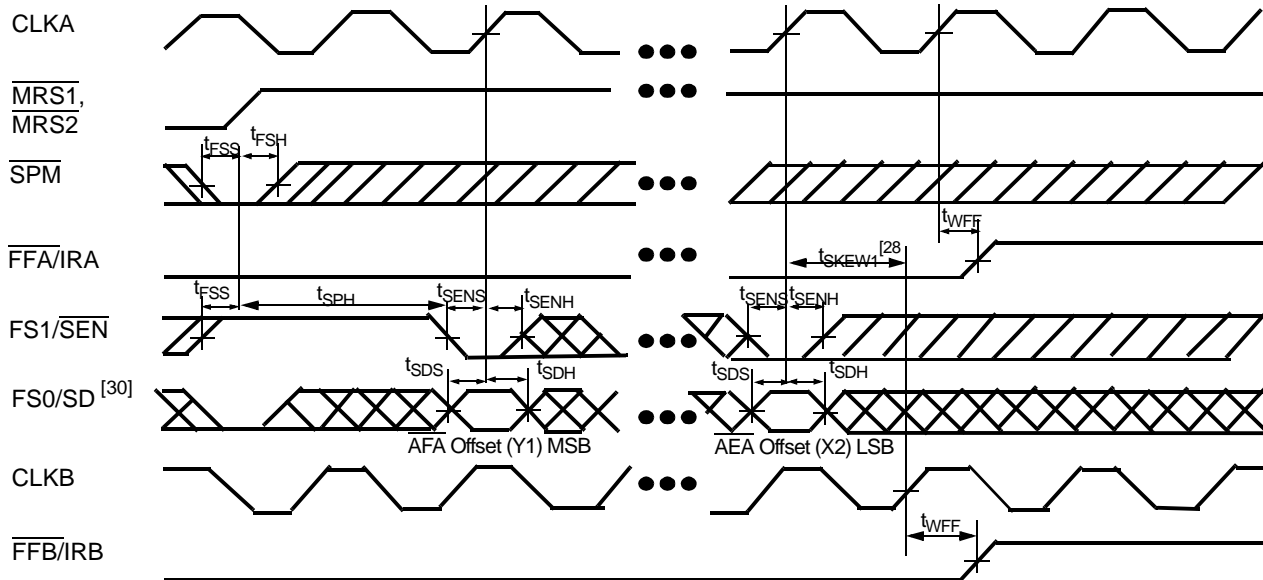 CLKA
MRS1,
MRS2
tFSS tFSH
SPM
tWFF
FFA/IRA
tSKEW1[28
tFSS tSPH tSENS tSENH tSENS tSENH
FS1/SEN
tSDS tSDH tSDS tSDH
FS0/SD [30]
AFA Offset (Y1) MSB AEA Offset (X2) LSB
CLKB
tWFF
FFB/IRB